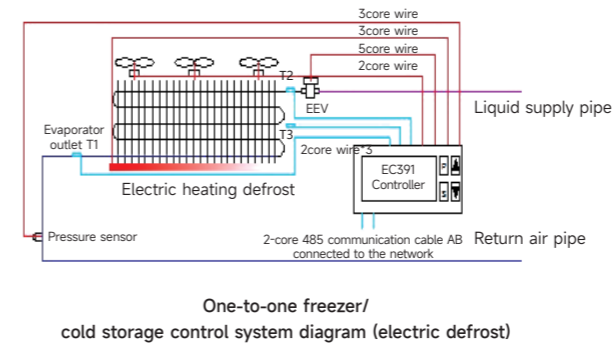 3core wire
3core wire
5core wire
2core wire
T2
EEV
Liquid supply pipe
Evaporator
outlet T1
T3
2core wire*3
EC391
Controller
P
S
Electric heating defrost
Pressure sensor
2-core 485 communication cable AB
connected to the network
Return air pipe
One-to-one freezer/
cold storage control system diagram (electric defrost)